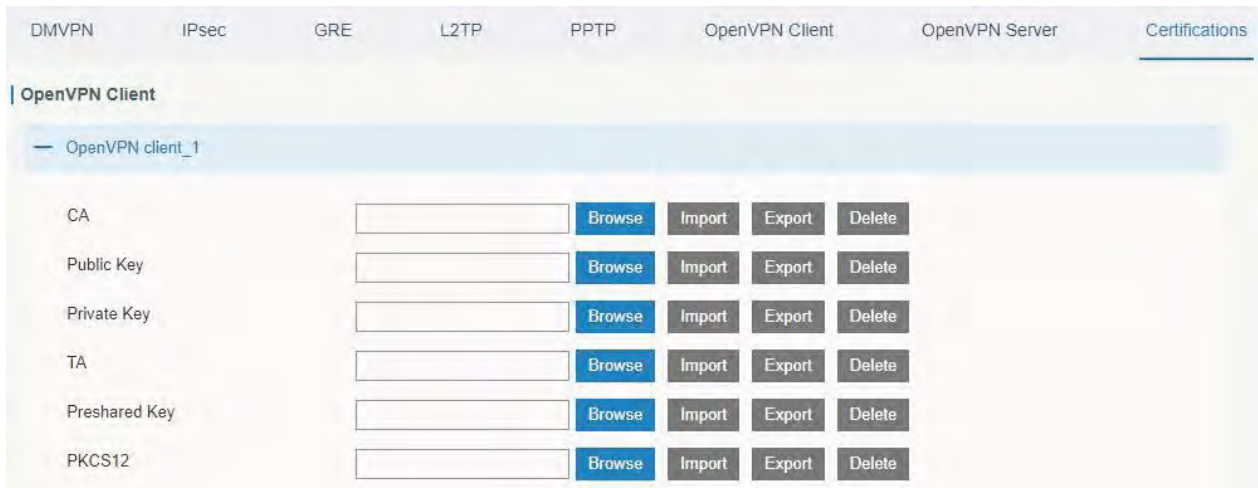 DMVPN IPsec GRE L2TP PPTP OpenVPN Client OpenVPN Server Certifications
OpenVPN Client
OpenVPN client_1
CA Browse Import Export Delete
Public Key Browse Import Export Delete
Private Key Browse Import Export Delete
TA Browse Import Export Delete
Preshared Key Browse Import Export Delete
PKCS12 Browse Import Export Delete